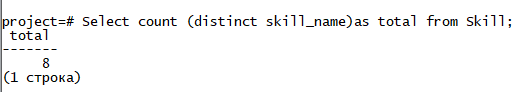 project=# Select count (distinct skill_name)as total from Skill;
total
-------
8
(1 строка)